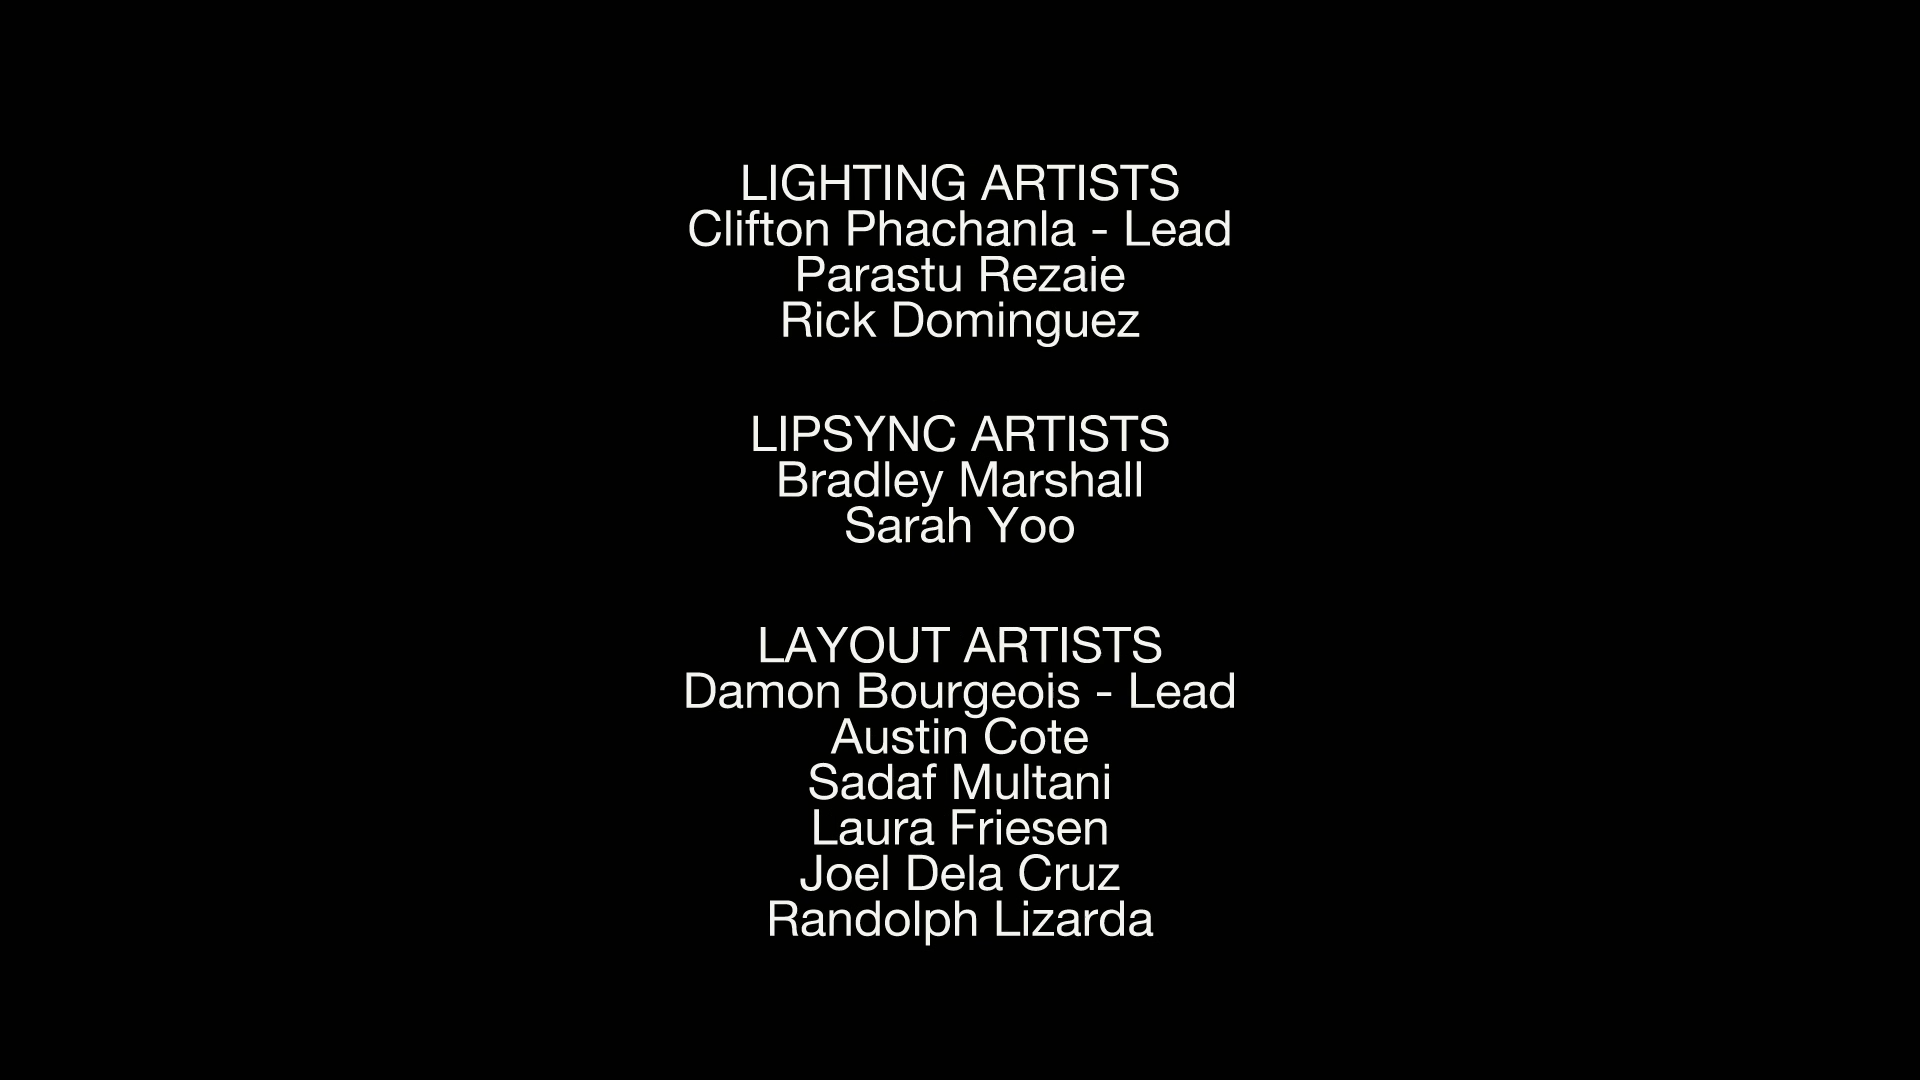 LIGHTING ARTISTS
Clifton Phachanla - Lead
Parastu Rezaie
Rick Dominguez
LIPSYNC ARTISTS
Bradley Marshall
Sarah Yoo
LAYOUT ARTISTS
Damon Bourgeois - Lead
Austin Cote
Sadaf Multani
Laura Friesen
Joel Dela Cruz
Randolph Lizarda